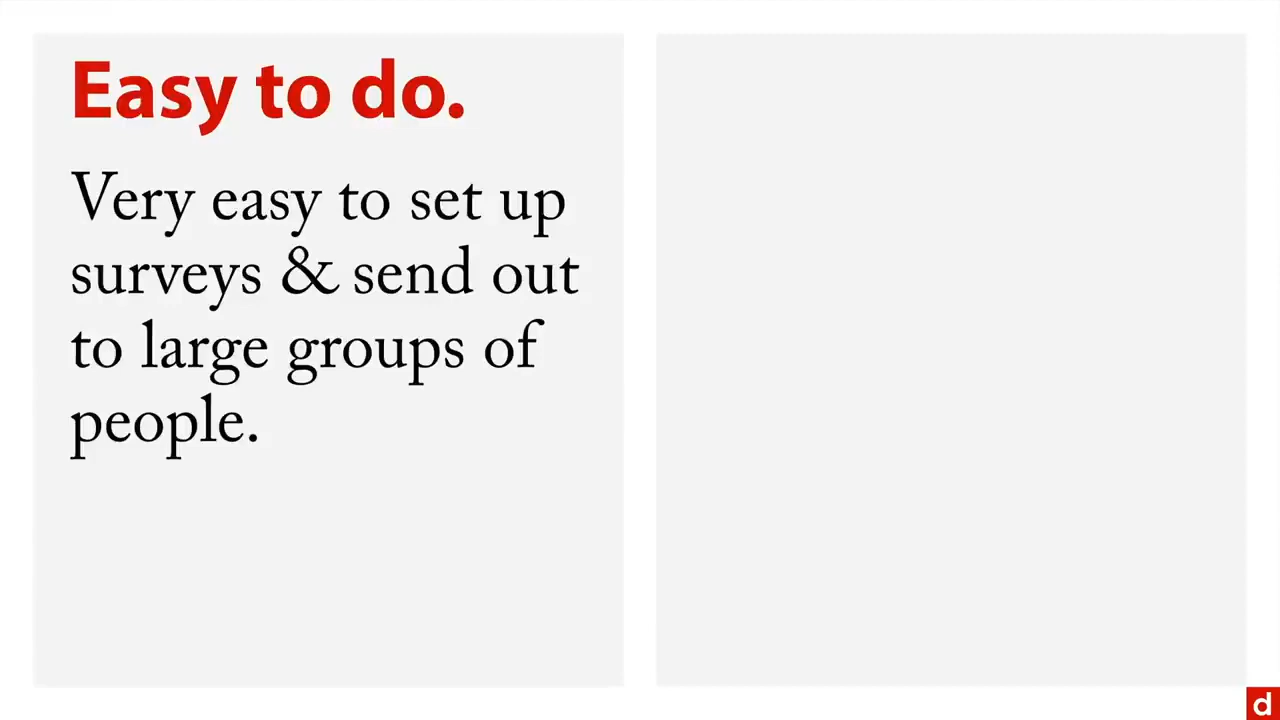 Easy to do.
Very easy to set up
surveys & send out
to large groups of
people.
d